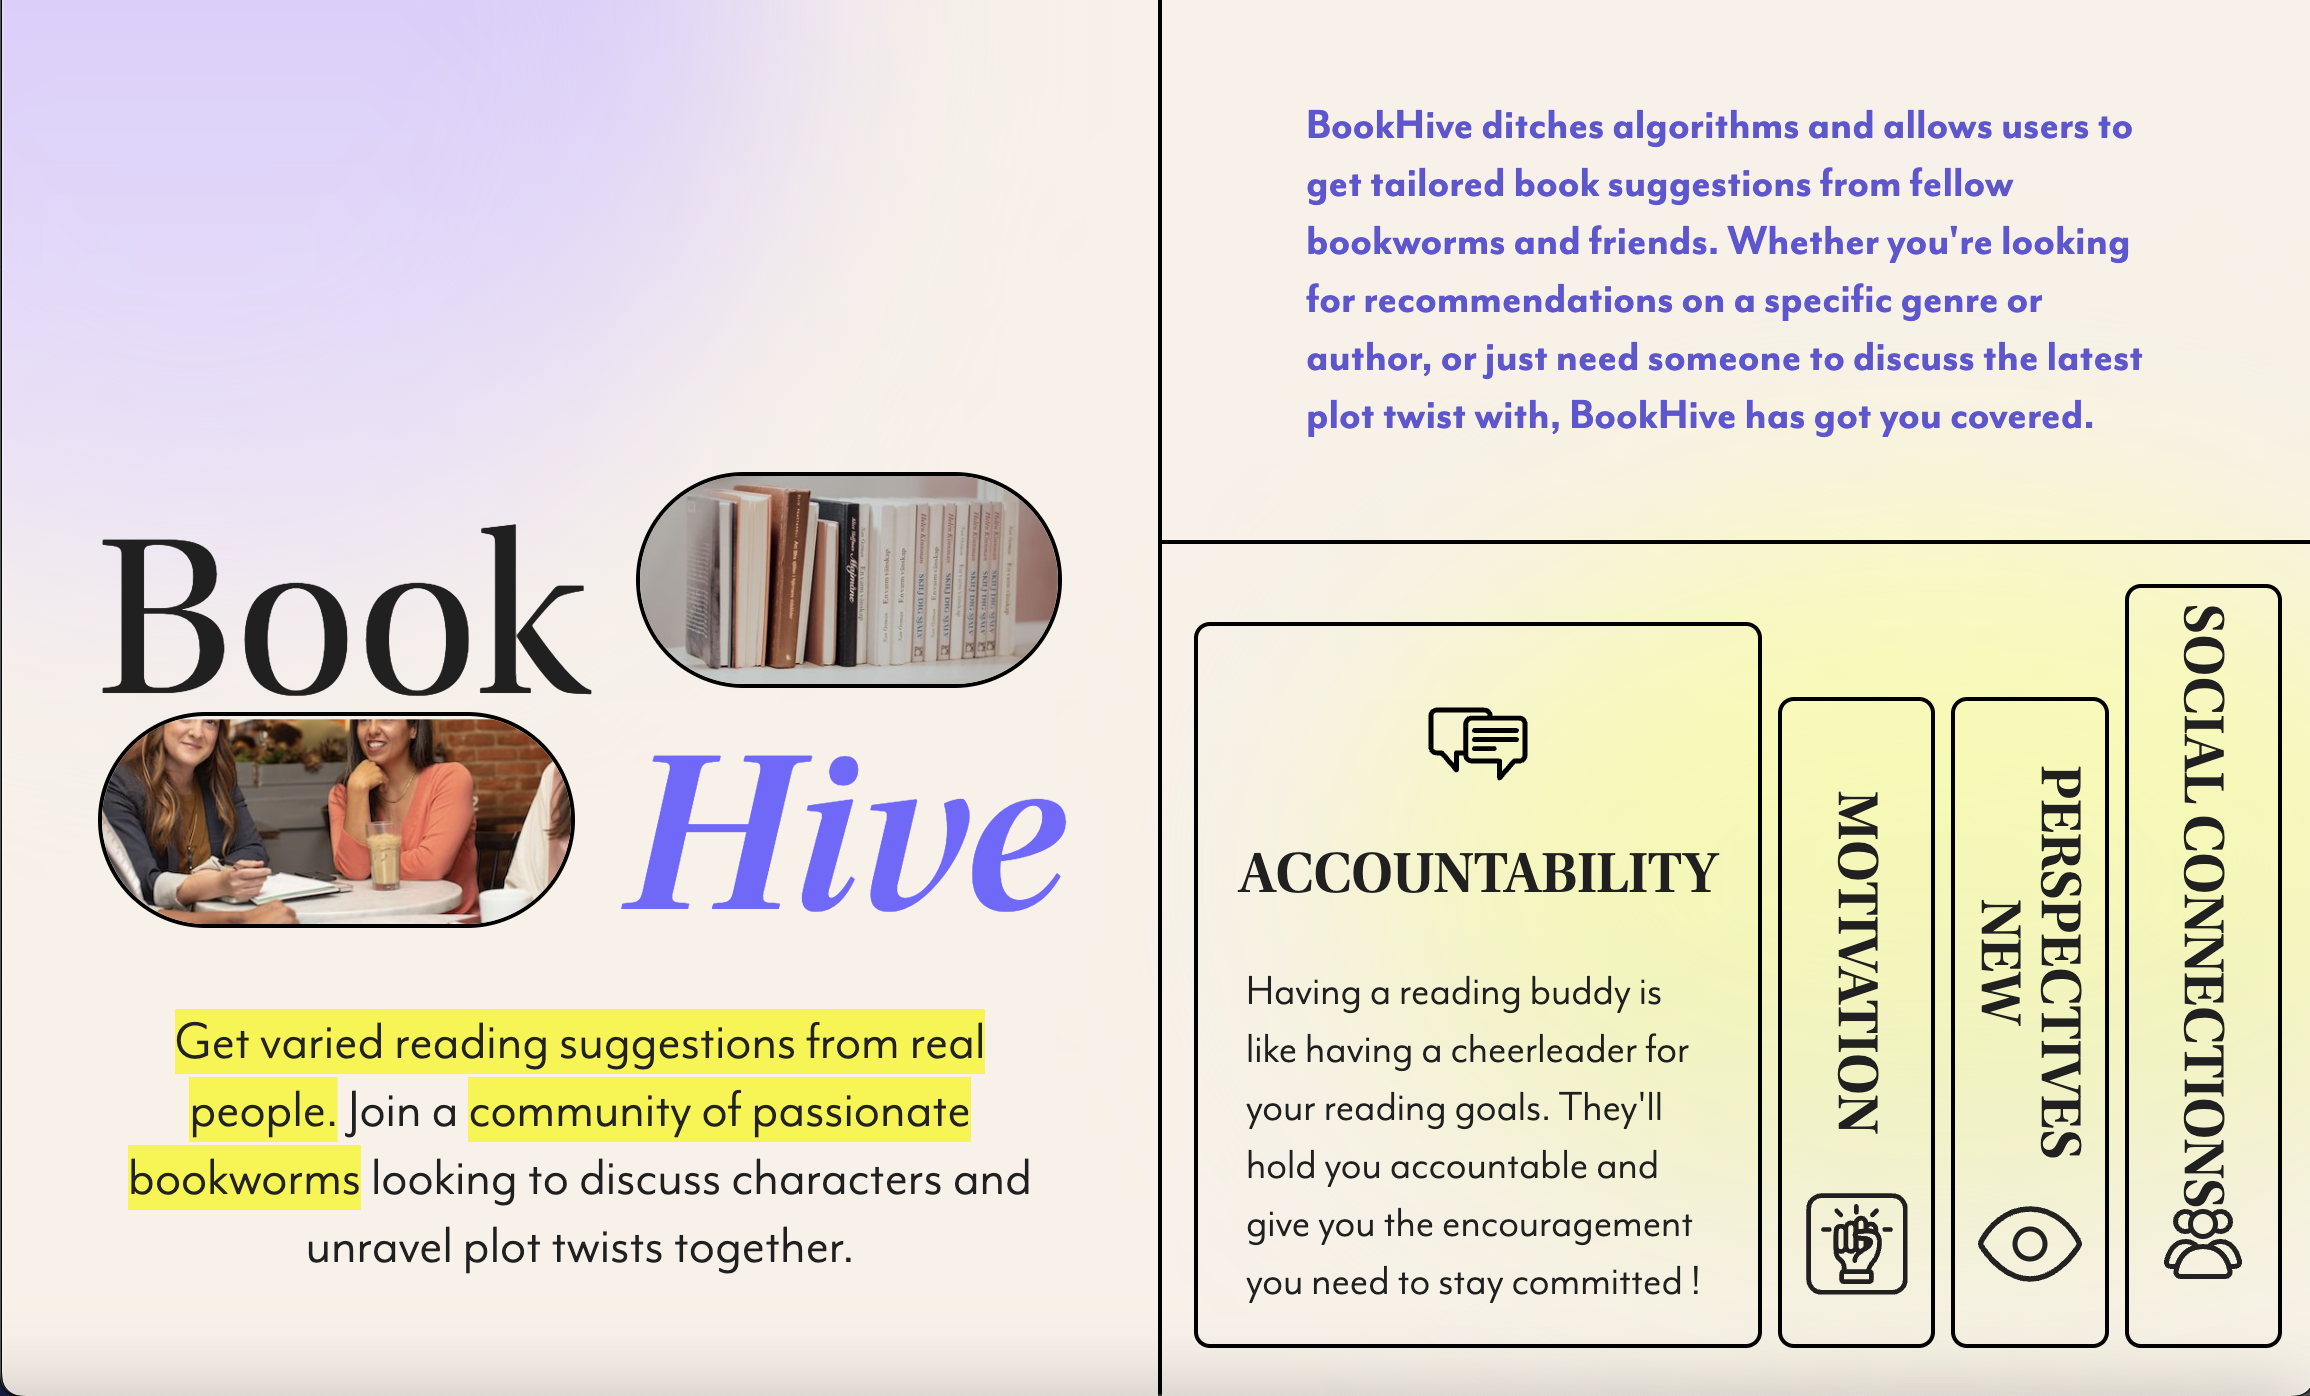 Book
Hive
Get varied reading suggestions from real
people. Join a community of passionate
bookworms looking to discuss characters and
unravel plot twists together.
BookHive ditches algorithms and allows users to
get tailored book suggestions from fellow
bookworms and friends. Whether you're looking
for recommendations on a specific genre or
author, or just need someone to discuss the latest
plot twist with, BookHive has got you covered.
ACCOUNTABILITY
Having a reading buddy is
like having a cheerleader for
your reading goals. They'll
hold you accountable and
give you the encouragement
you need to stay committed !
MOTIVATION
PERSPECTIVES
NEW
SOCIAL CONNECTIONS